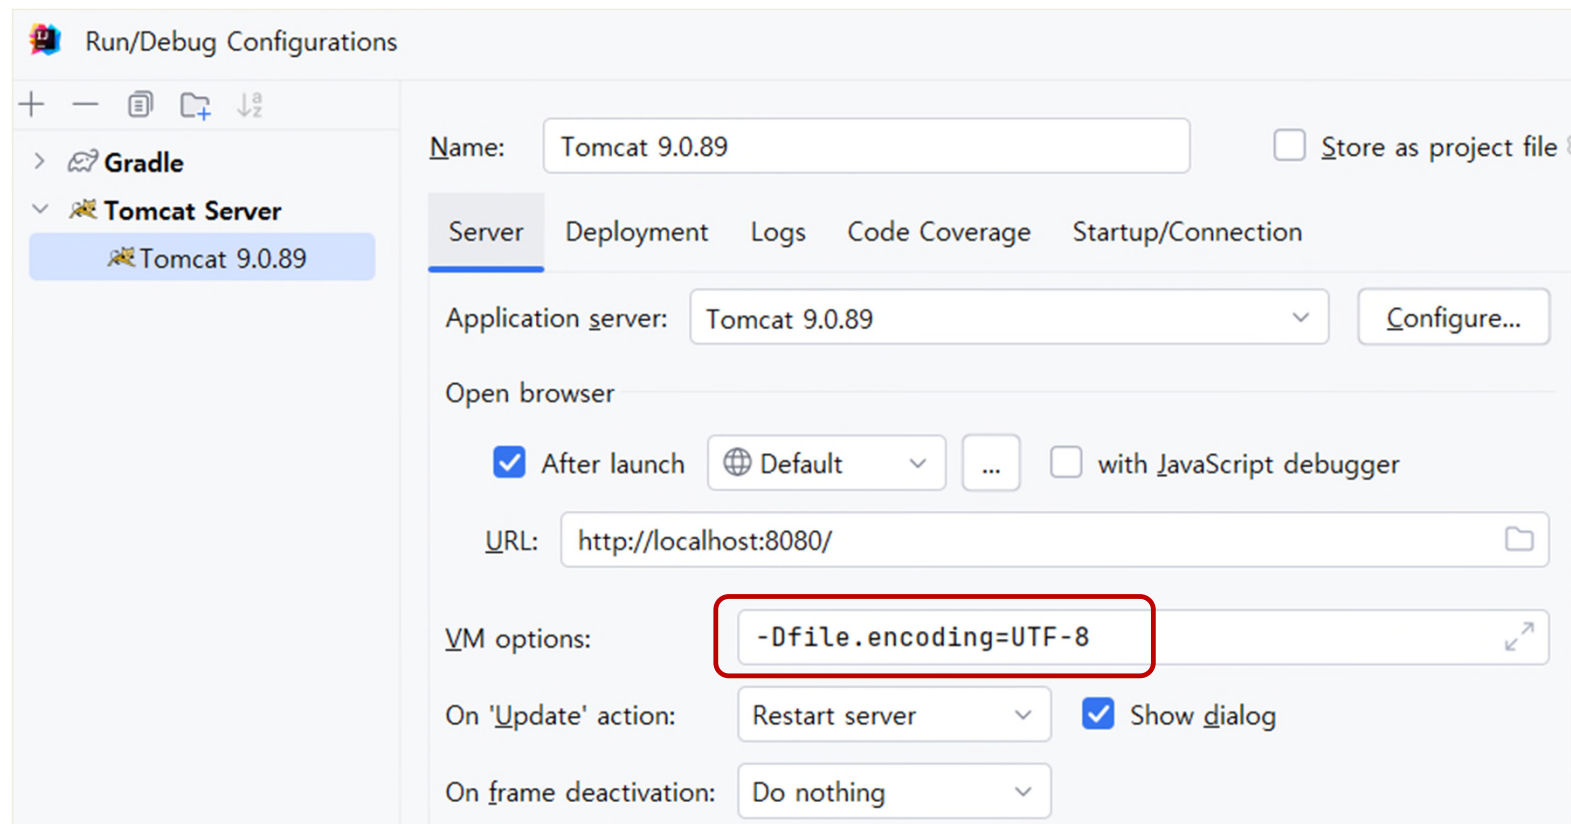 Run/Debug Configurations
Gradle
Tomcat Server
Tomcat 9.0.89
Name: Tomcat 9.0.89 Store as project file
Server Deployment Logs Code Coverage Startup/Connection
Application server: Tomcat 9.0.89 Configure...
Open browser
After launch Default ... with JavaScript debugger
URL: http://localhost:8080/
VM options: -Dfile.encoding=UTF-8
On 'Update' action: Restart server Show dialog
On frame deactivation: Do nothing